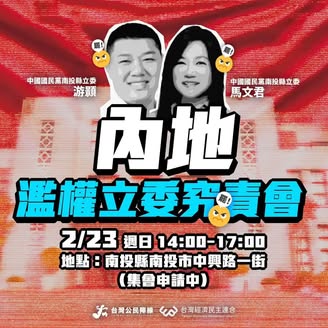 中國國民黨南投縣立委
游顥
中國國民黨南投縣立委
馬文君
內地
濫權立委究責會
2/23 週日 14:00-17:00
地點：南投縣南投市中興路一街
(集會申請中)
台灣公民陣線
台灣經濟民主連合